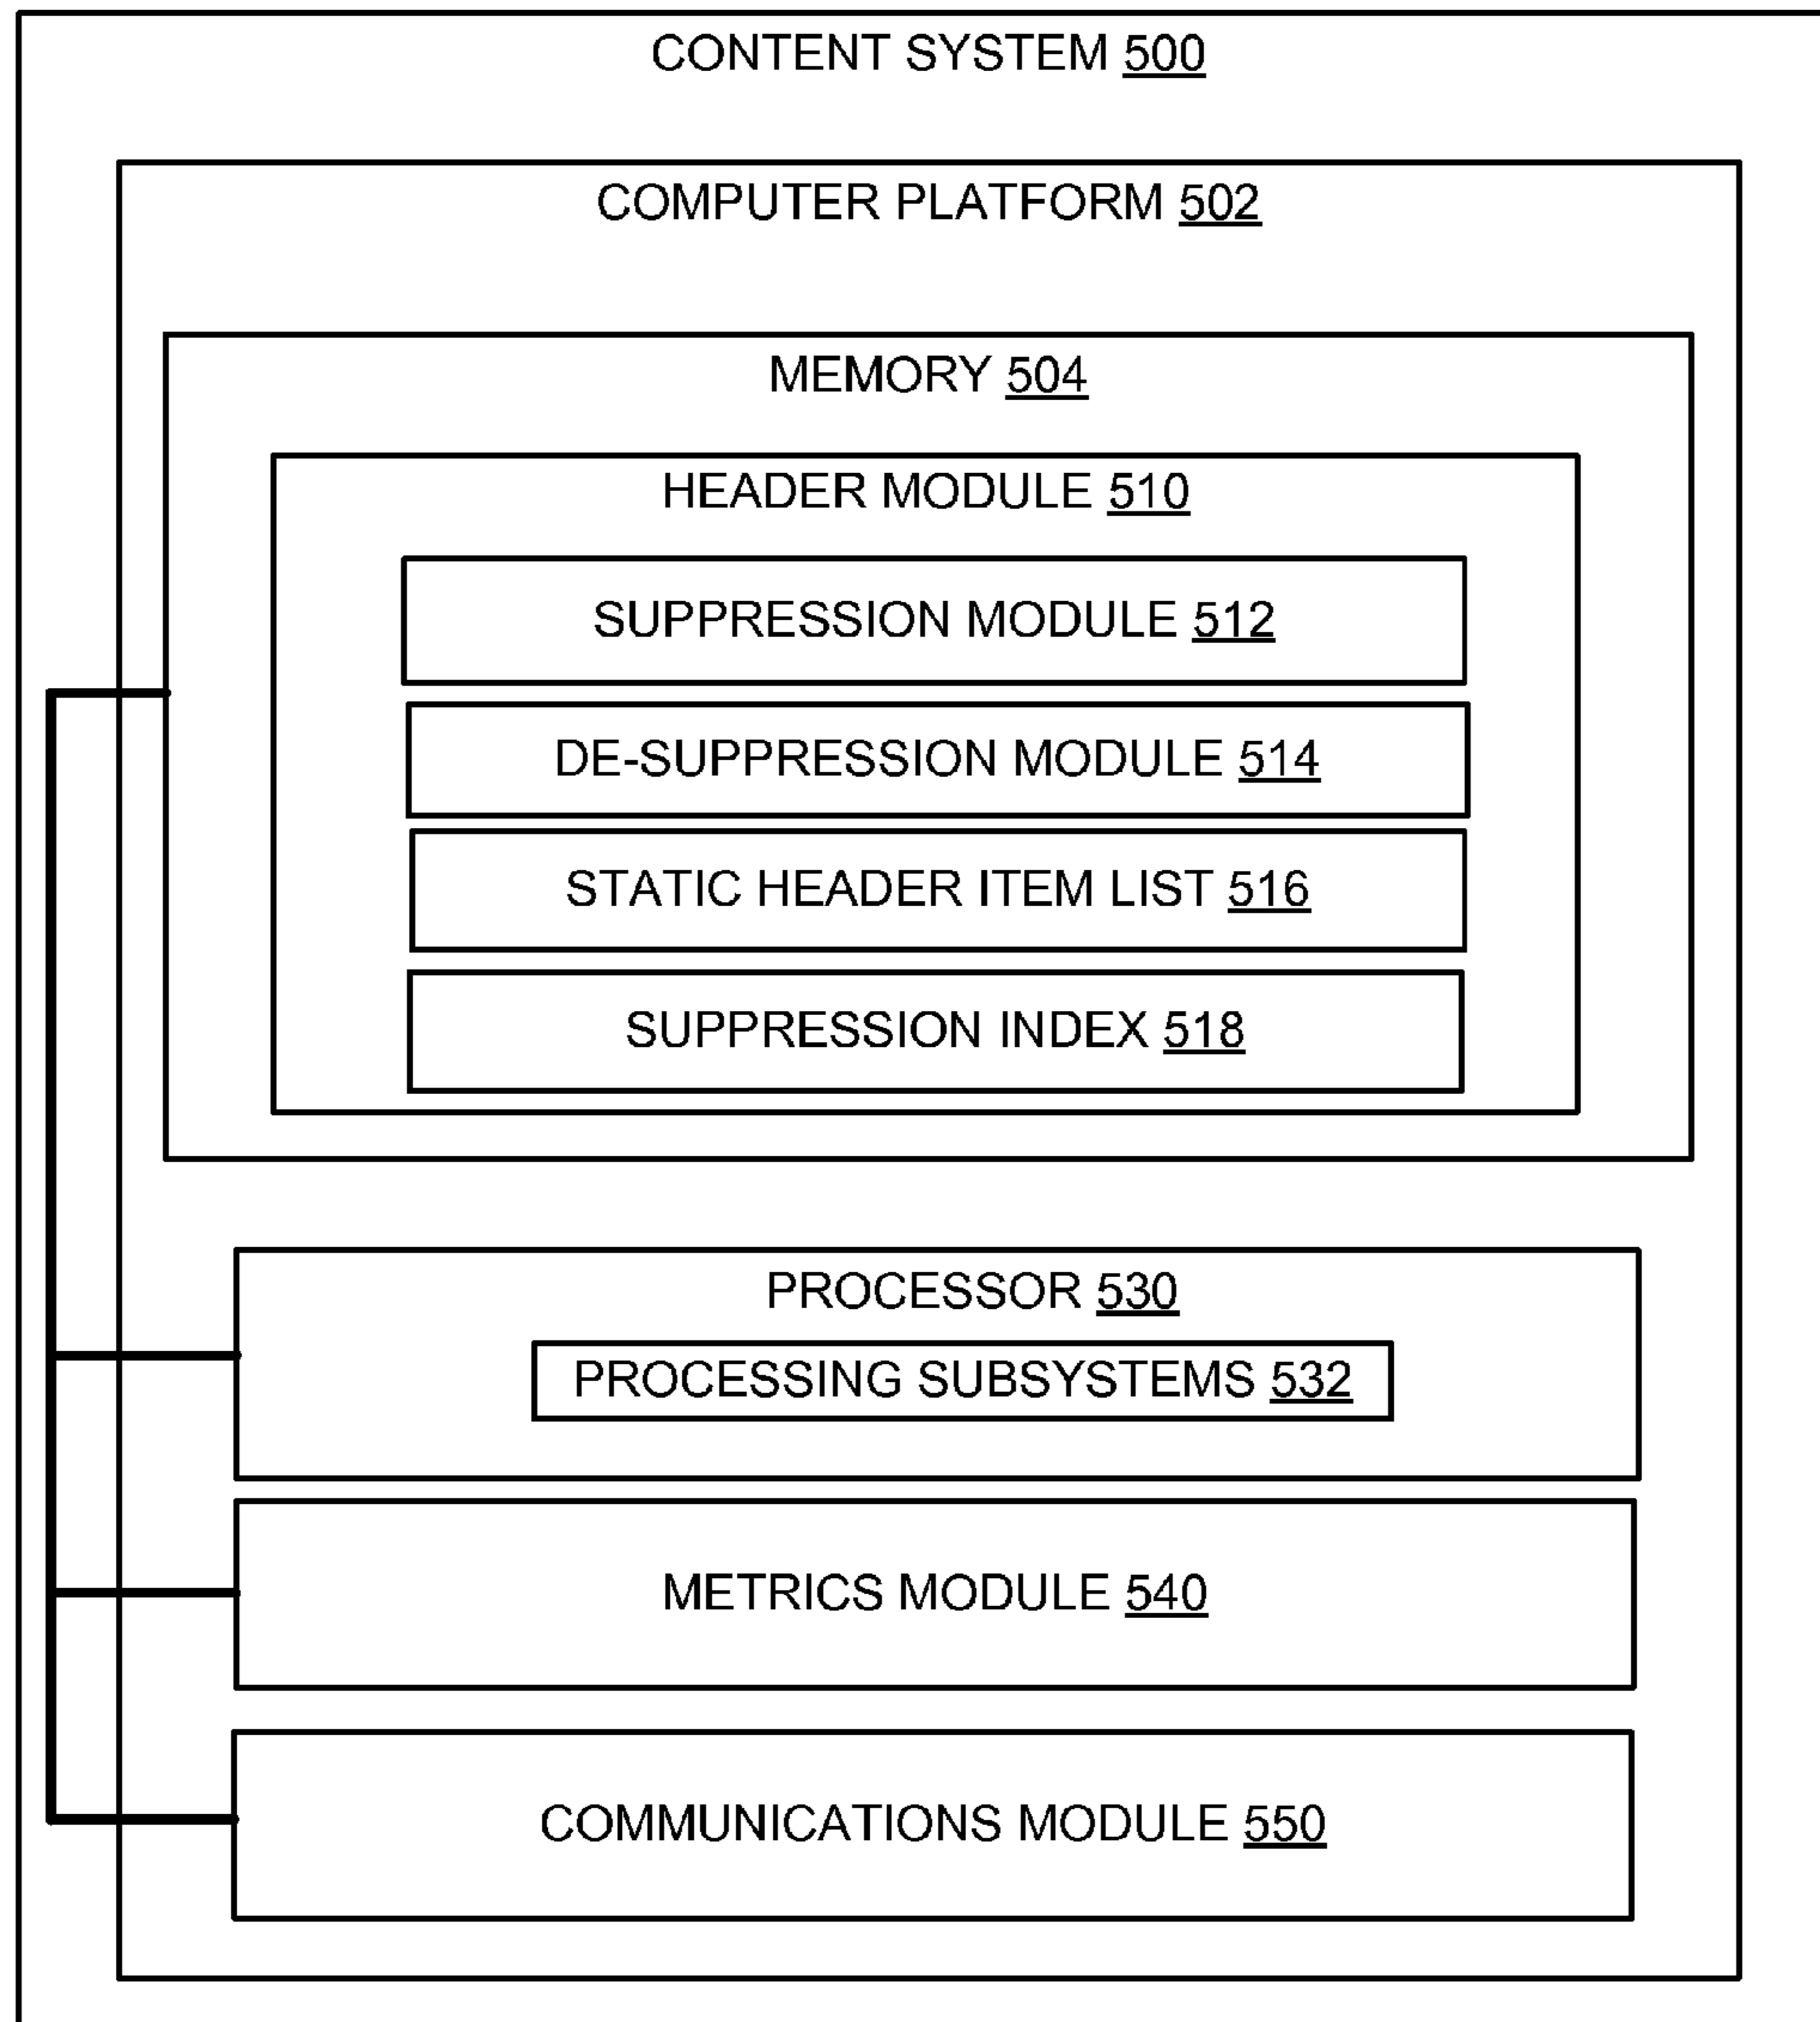 CONTENT SYSTEM 500
COMPUTER PLATFORM 502
MEMORY 504
HEADER MODULE 510
SUPPRESSION MODULE 512
DE-SUPPRESSION MODULE 514
STATIC HEADER ITEM LIST 516
SUPPRESSION INDEX 518
PROCESSOR 530
PROCESSING SUBSYSTEMS 532
METRICS MODULE 540
COMMUNICATIONS MODULE 550